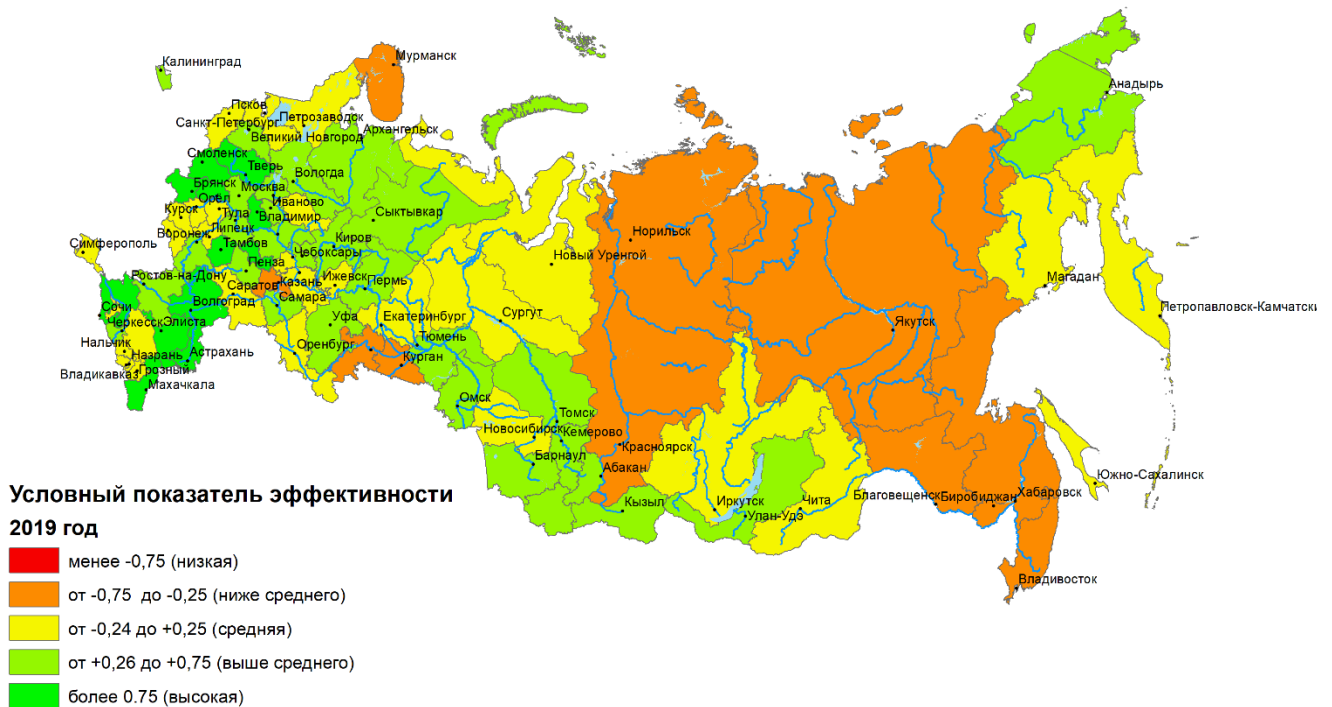 Калининград
Мурманск
Анадырь
Псков
Санкт-Петербург
Петрозаводск
Великий Новгород
Архангельск
Смоленск
Тверь
Вологда
Брянск
Москва
Орёл
Иваново
Курск
Тула
Владимир
Сыктывкар
Липецк
Киров
Воронеж
Тамбов
Чебоксары
Симферополь
Норильск
Новый Уренгой
Пенза
Ростов-на-Дону
Казань
Ижевск
Пермь
Магадан
Саратов
Самара
Сочи
Волгоград
Петропавловск-Камчатски
Черкесск
Элиста
Уфа
Екатеринбург
Сургут
Якутск
Нальчик
Тюмень
Назрань
Астрахань
Оренбург
Курган
Владикавказ
Грозный
Махачкала
Омск
Томск
Новосибирск
Кемерово
Красноярск
Барнаул
Абакан
Южно-Сахалинск
Кызыл
Иркутск
Чита
Благовещенск
Биробиджан
Хабаровск
Улан-Удэ
Владивосток
Условный показатель эффективности
2019 год
менее -0,75 (низкая)
от -0,75 до -0,25 (ниже среднего)
от -0,24 до +0,25 (средняя)
от +0,26 до +0,75 (выше среднего)
более 0.75 (высокая)